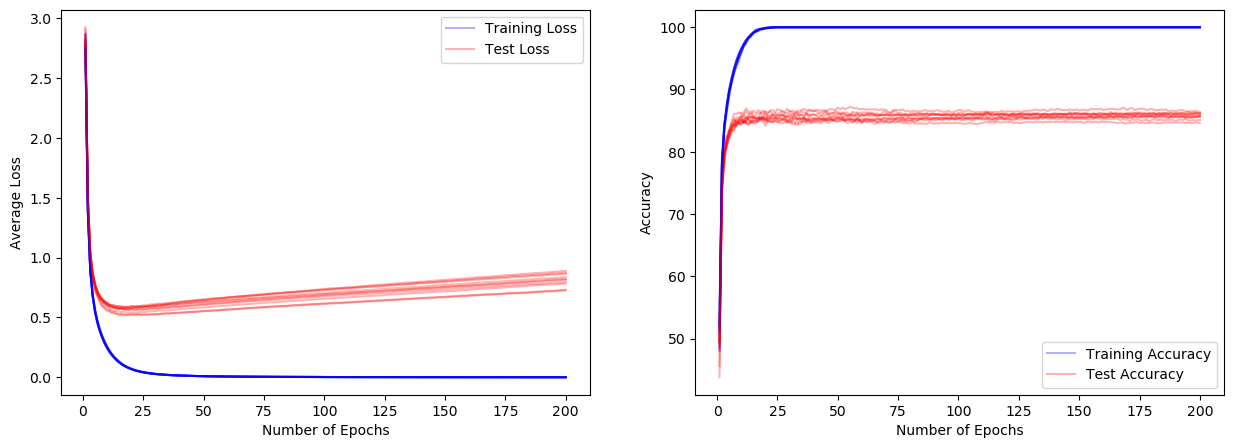 3.0
2.5
2.0
1.5
1.0
0.5
0.0
Average Loss
0 25 50 75 100 125 150 175 200
Number of Epochs
Training Loss
Test Loss
100
90
80
70
60
50
Accuracy
0 25 50 75 100 125 150 175 200
Number of Epochs
Training Accuracy
Test Accuracy